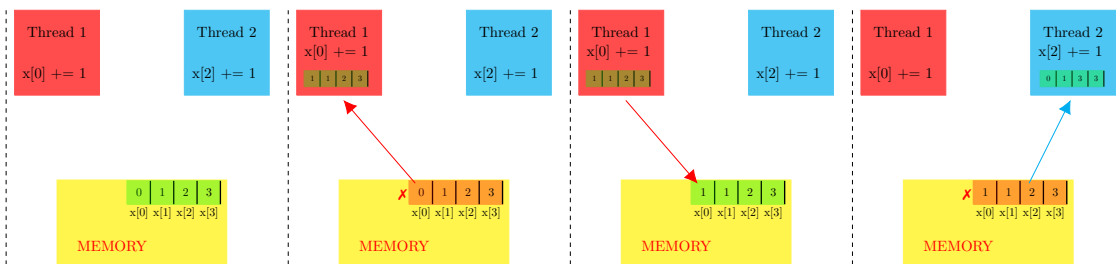 Thread 1
x[0] += 1
Thread 2
x[2] += 1
0 1 2 3
x[0] x[1] x[2] x[3]
MEMORY
Thread 1
x[0] += 1
1 1 2 3
Thread 2
x[2] += 1
✗ 0 1 2 3
x[0] x[1] x[2] x[3]
MEMORY
Thread 1
x[0] += 1
1 1 2 3
Thread 2
x[2] += 1
1 1 2 3
x[0] x[1] x[2] x[3]
MEMORY
Thread 1
x[0] += 1
Thread 2
x[2] += 1
0 1 3 3
✗ 1 1 2 3
x[0] x[1] x[2] x[3]
MEMORY